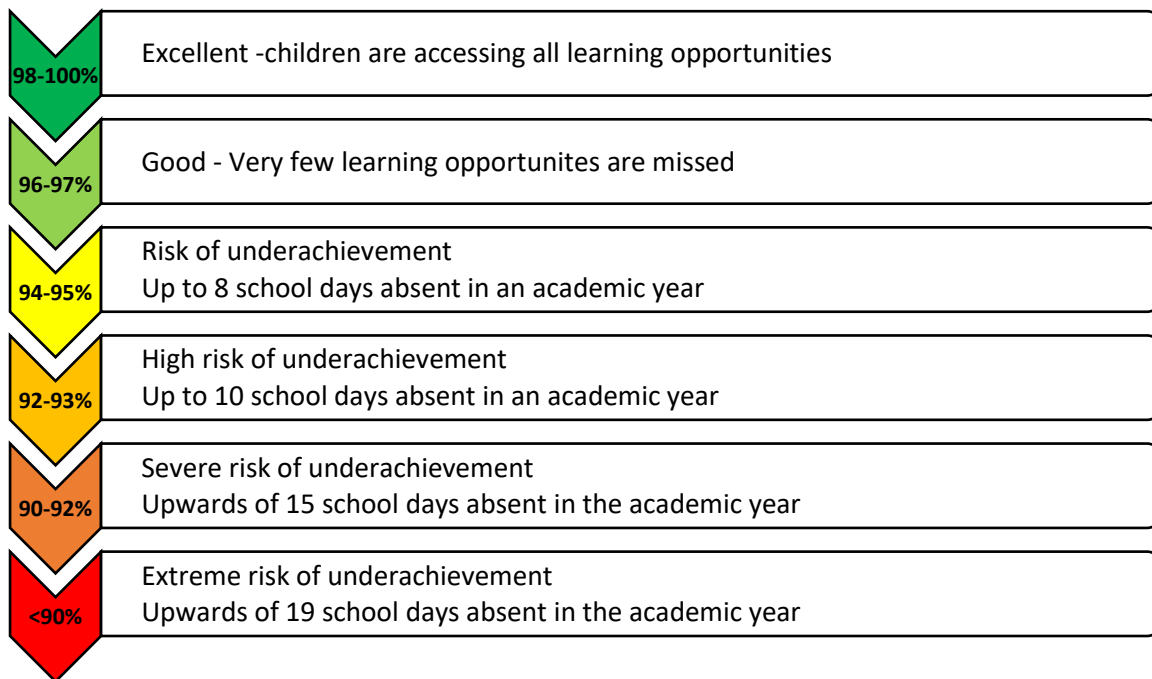 98-100%
Excellent -children are accessing all learning opportunities
96-97%
Good - Very few learning opportunites are missed
94-95%
Risk of underachievement
Up to 8 school days absent in an academic year
92-93%
High risk of underachievement
Up to 10 school days absent in an academic year
90-92%
Severe risk of underachievement
Upwards of 15 school days absent in the academic year
<90%
Extreme risk of underachievement
Upwards of 19 school days absent in the academic year